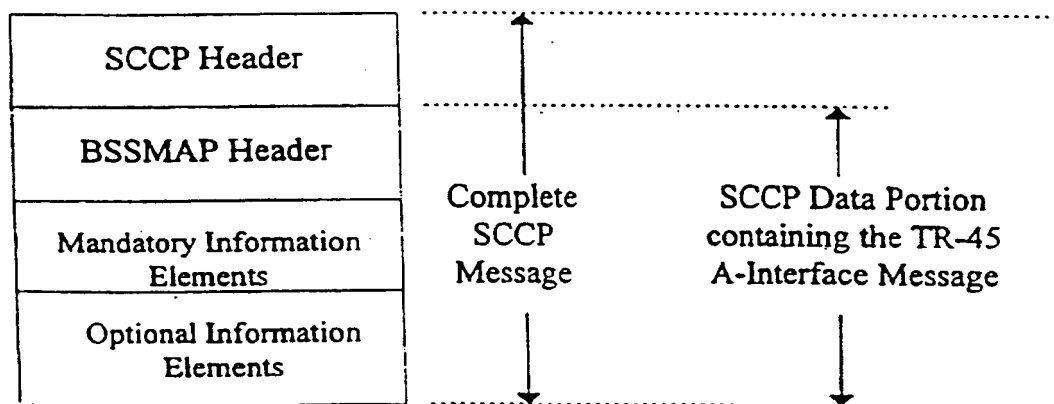 SCCP Header
BSSMAP Header
Mandatory Information
Elements
Optional Information
Elements
Complete
SCCP
Message
SCCP Data Portion
containing the TR-45
A-Interface Message